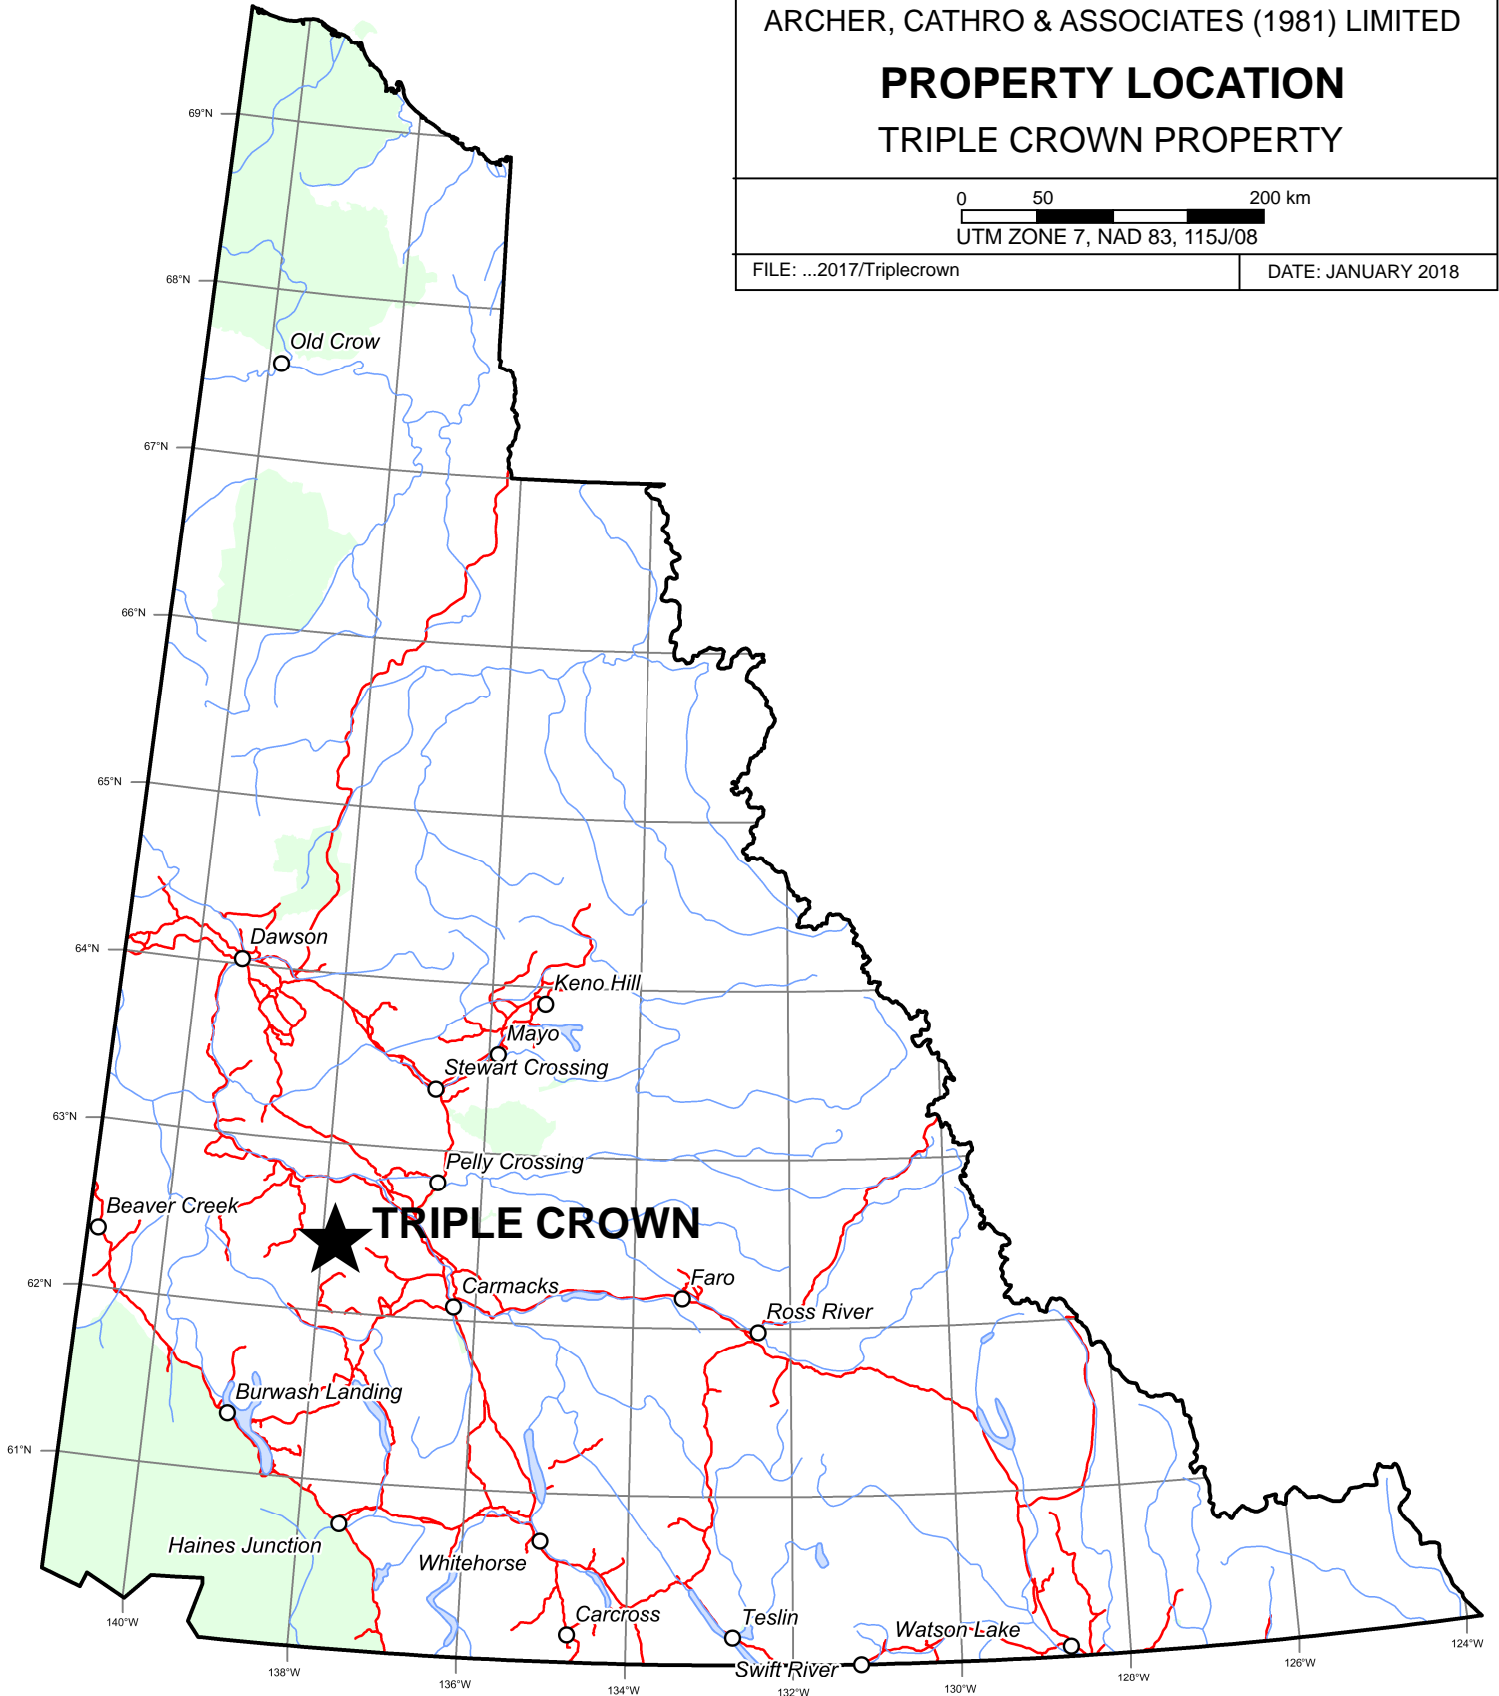 ARCHER, CATHRO & ASSOCIATES (1981) LIMITED
PROPERTY LOCATION
TRIPLE CROWN PROPERTY
0 50 200 km
UTM ZONE 7, NAD 83, 115J/08
FILE: ...2017/Triplecrown
DATE: JANUARY 2018
69°N
68°N
Old Crow
67°N
66°N
65°N
Dawson
64°N
Keno Hill
Mayo
Stewart Crossing
63°N
Pelly Crossing
Beaver Creek
TRIPLE CROWN
62°N
Carmacks
Faro
Ross River
Burwash Landing
61°N
Haines Junction
Whitehorse
Carcross
Teslin
Watson Lake
Swift River
140°W
138°W
136°W
134°W
132°W
130°W
128°W
126°W
124°W